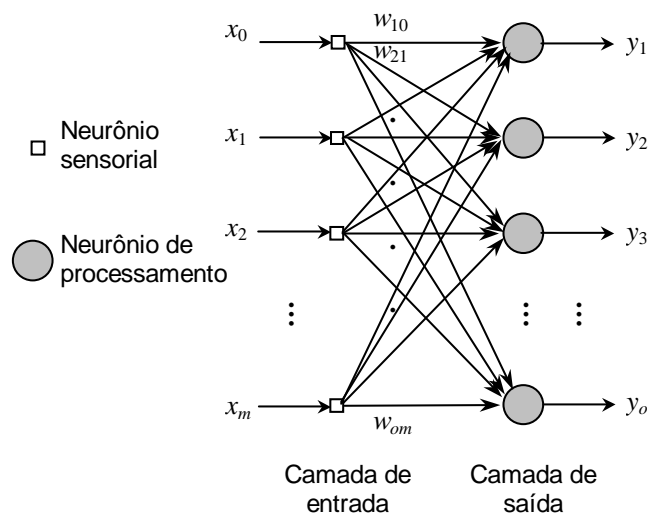 x₀
w₁₀
y₁
w₂₁
Neurônio
sensorial
x₁
y₂
Neurônio de
processamento
x₂
y₃
xₘ
wₒₘ
yₒ
Camada de
entrada
Camada de
saída